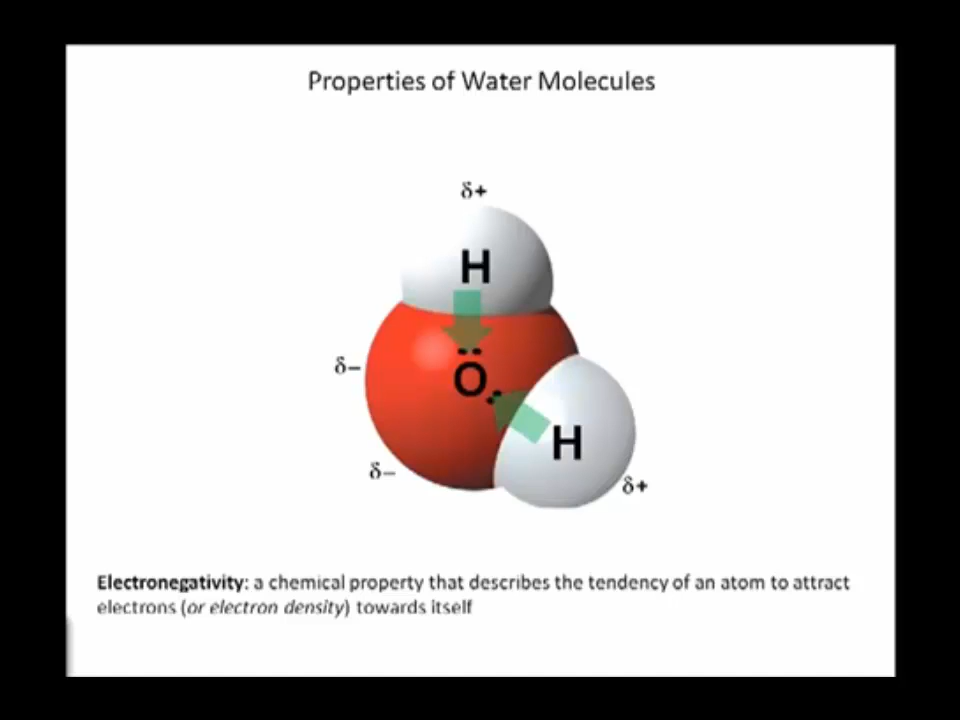 Properties of Water Molecules
δ+
H
δ−
O
H
δ−
δ+
Electronegativity: a chemical property that describes the tendency of an atom to attract
electrons (or electron density) towards itself